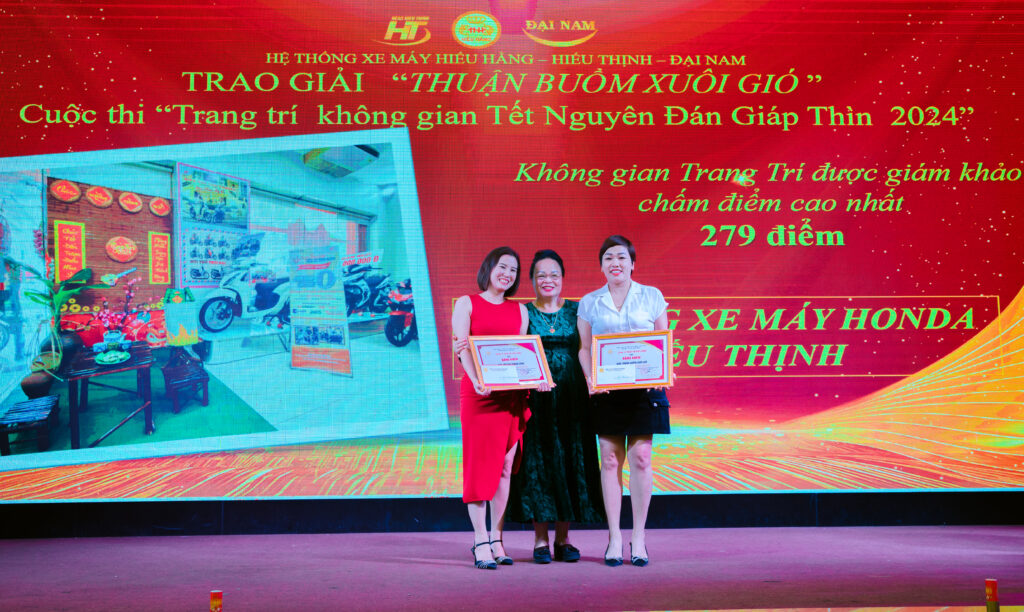 HT
ĐẠI NAM
HỆ THỐNG XE MÁY HIẾU HẰNG – HIẾU THỊNH – ĐẠI NAM
TRAO GIẢI “THUẬN BUỒM XUÔI GIÓ”
Cuộc thi “Trang trí không gian Tết Nguyên Đán Giáp Thìn 2024”
Không gian Trang Trí được giám khảo
chấm điểm cao nhất
279 điểm
XE MÁY HONDA
THỊNH